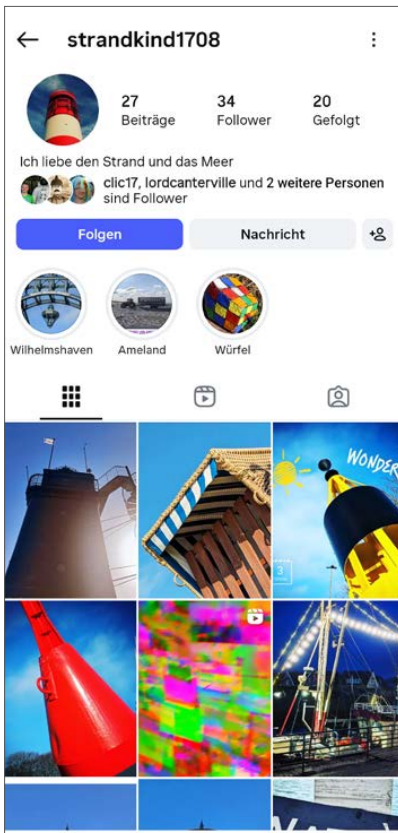 strandkind1708
27
34
20
Beiträge
Follower
Gefolgt
Ich liebe den Strand und das Meer
clic17, lordcanterville und 2 weitere Personen
sind Follower
Folgen
Nachricht
Wilhelmshaven
Ameland
Würfel
WONDER
3